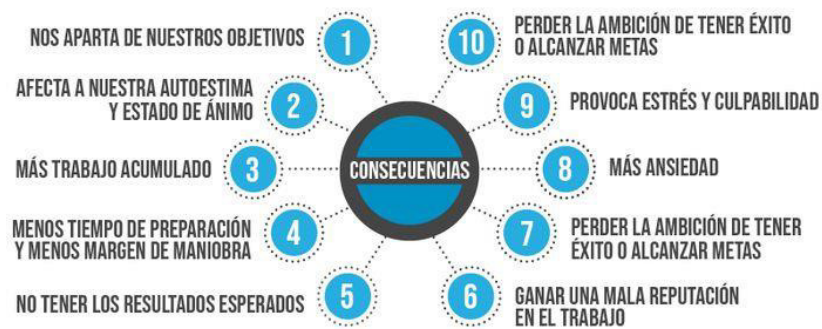 1
NOS APARTA DE NUESTROS OBJETIVOS
2
AFECTA A NUESTRA AUTOESTIMA
Y ESTADO DE ÁNIMO
3
MÁS TRABAJO ACUMULADO
4
MENOS TIEMPO DE PREPARACIÓN
Y MENOS MARGEN DE MANIOBRA
5
NO TENER LOS RESULTADOS ESPERADOS
CONSECUENCIAS
6
GANAR UNA MALA REPUTACIÓN
EN EL TRABAJO
7
PERDER LA AMBICIÓN DE TENER
ÉXITO O ALCANZAR METAS
8
MÁS ANSIEDAD
9
PROVOCA ESTRÉS Y CULPABILIDAD
10
PERDER LA AMBICIÓN DE TENER ÉXITO
O ALCANZAR METAS